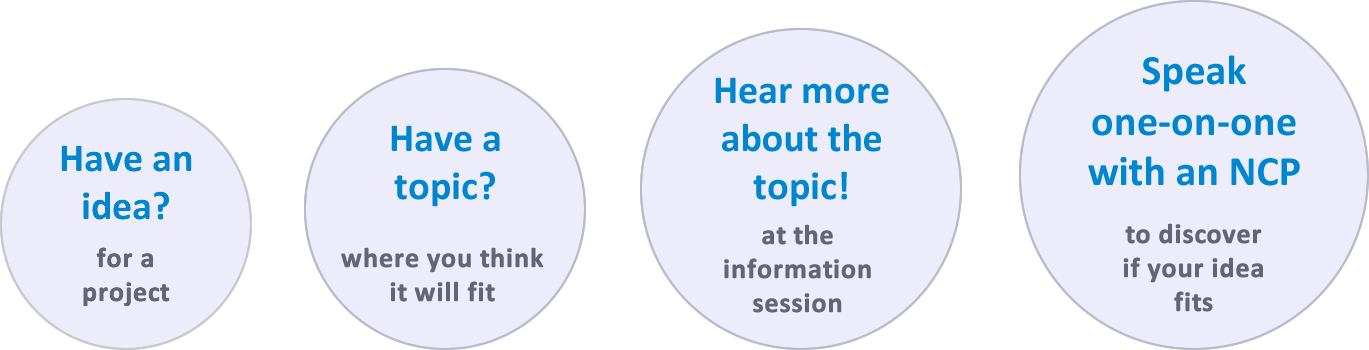 Have an
idea?
for a
project
Have a
topic?
where you think
it will fit
Hear more
about the
topic!
at the
information
session
Speak
one-on-one
with an NCP
to discover
if your idea
fits